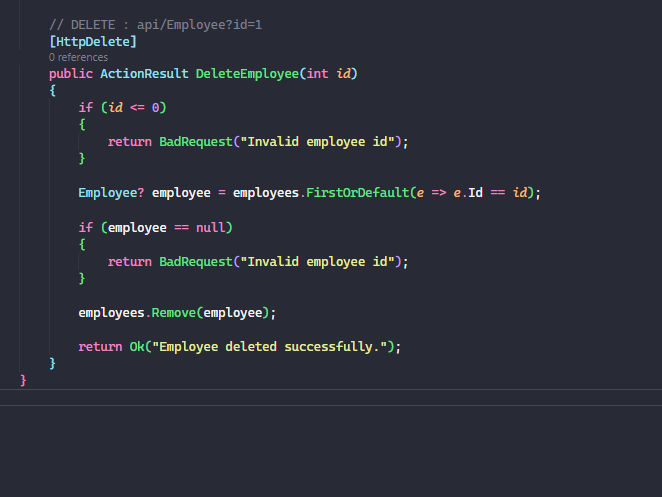 // DELETE : api/Employee?id=1
[HttpDelete]
0 references
public ActionResult DeleteEmployee(int id)
{
if (id <= 0)
{
return BadRequest("Invalid employee id");
}
Employee? employee = employees.FirstOrDefault(e => e.Id == id);
if (employee == null)
{
return BadRequest("Invalid employee id");
}
employees.Remove(employee);
return Ok("Employee deleted successfully.");
}
}